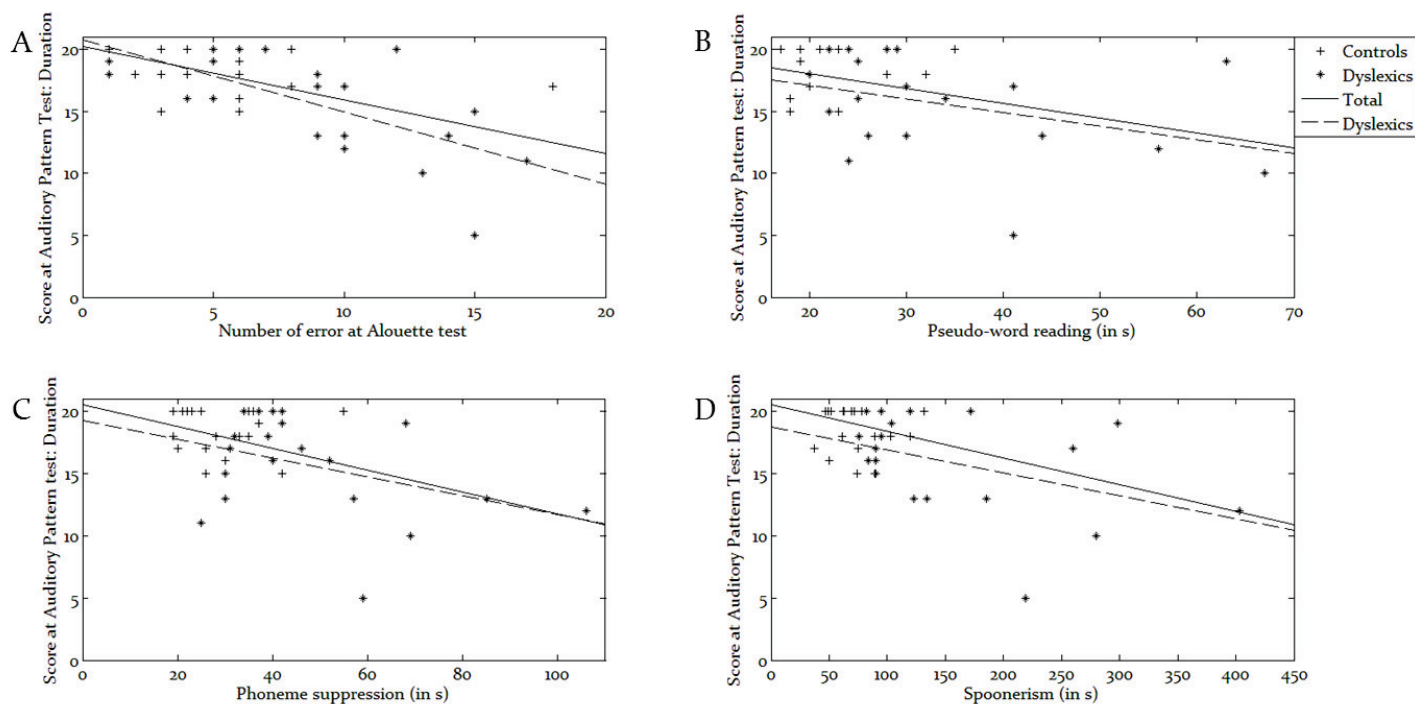 A
Score at Auditory Pattern Test: Duration
20
15
10
5
0
0 5 10 15 20
Number of error at Alouette test
B
Score at Auditory Pattern test: Duration
20
15
10
5
0
20 30 40 50 60 70
Pseudo-word reading (in s)
+ Controls
* Dyslexics
Total
Dyslexics
C
Score at Auditory Pattern test: Duration
20
15
10
5
0
0 20 40 60 80 100
Phoneme suppression (in s)
D
Score at Auditory Pattern Test: Duration
20
15
10
5
0
0 50 100 150 200 250 300 350 400 450
Spoonerism (in s)